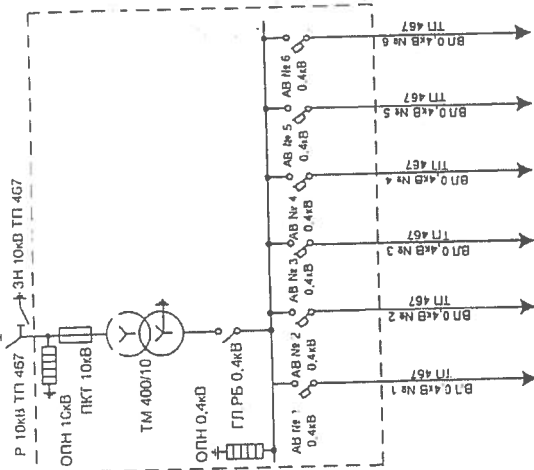 Р 10кВ ТП 467
ЗН 10кВ ТП 467
ОПН 10кВ
ПКТ 10кВ
ТМ 400/10
ОПН 0,4кВ
ГЛ.РБ 0,4кВ
АВ № 1
0,4кВ
АВ № 2
0,4кВ
АВ № 3
0,4кВ
АВ № 4
0,4кВ
АВ № 5
0,4кВ
АВ № 6
0,4кВ
ВЛ 0,4кВ № 1
ТП 467
ВЛ 0,4кВ № 2
ТП 467
ВЛ 0,4кВ № 3
ТП 467
ВЛ 0,4кВ № 4
ТП 467
ВЛ 0,4кВ № 5
ТП 467
ВЛ 0,4кВ № 6
ТП 467